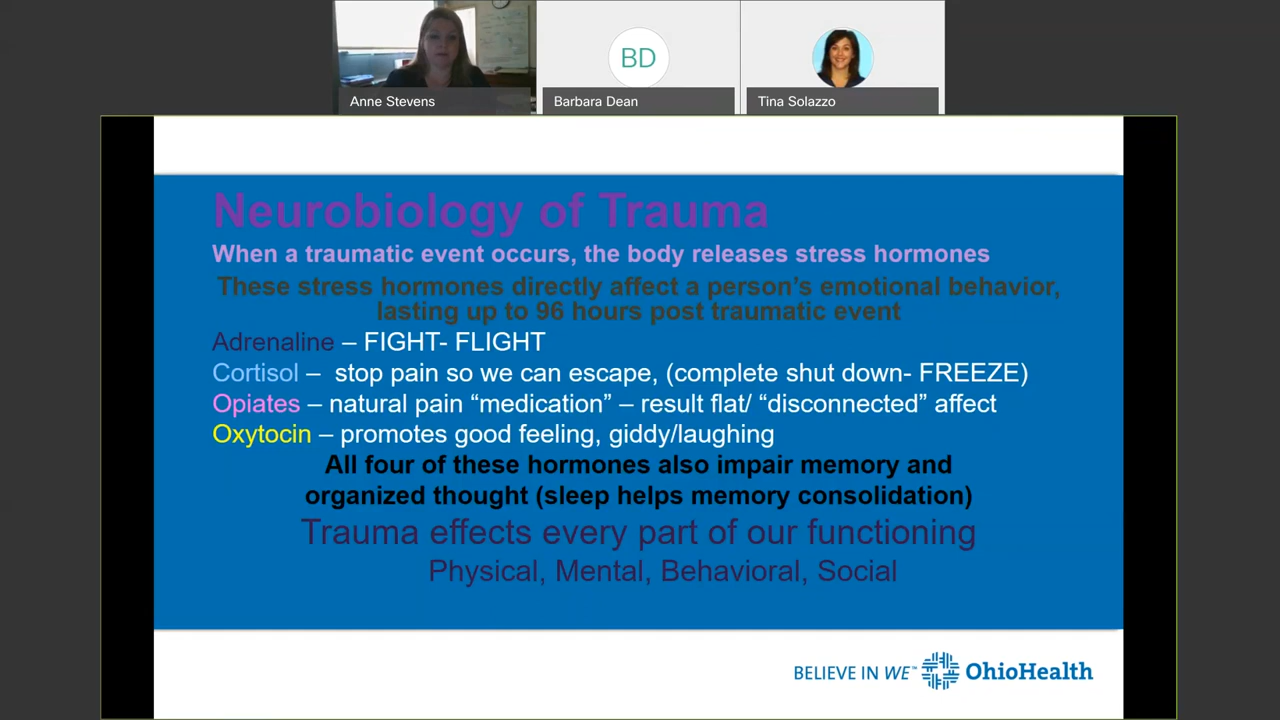 Anne Stevens
BD
Barbara Dean
Tina Solazzo
Neurobiology of Trauma
When a traumatic event occurs, the body releases stress hormones
These stress hormones directly affect a person's emotional behavior,
lasting up to 96 hours post traumatic event
Adrenaline – FIGHT- FLIGHT
Cortisol – stop pain so we can escape, (complete shut down- FREEZE)
Opiates – natural pain “medication” – result flat/ “disconnected” affect
Oxytocin – promotes good feeling, giddy/laughing
All four of these hormones also impair memory and
organized thought (sleep helps memory consolidation)
Trauma effects every part of our functioning
Physical, Mental, Behavioral, Social
BELIEVE IN WE™ OhioHealth